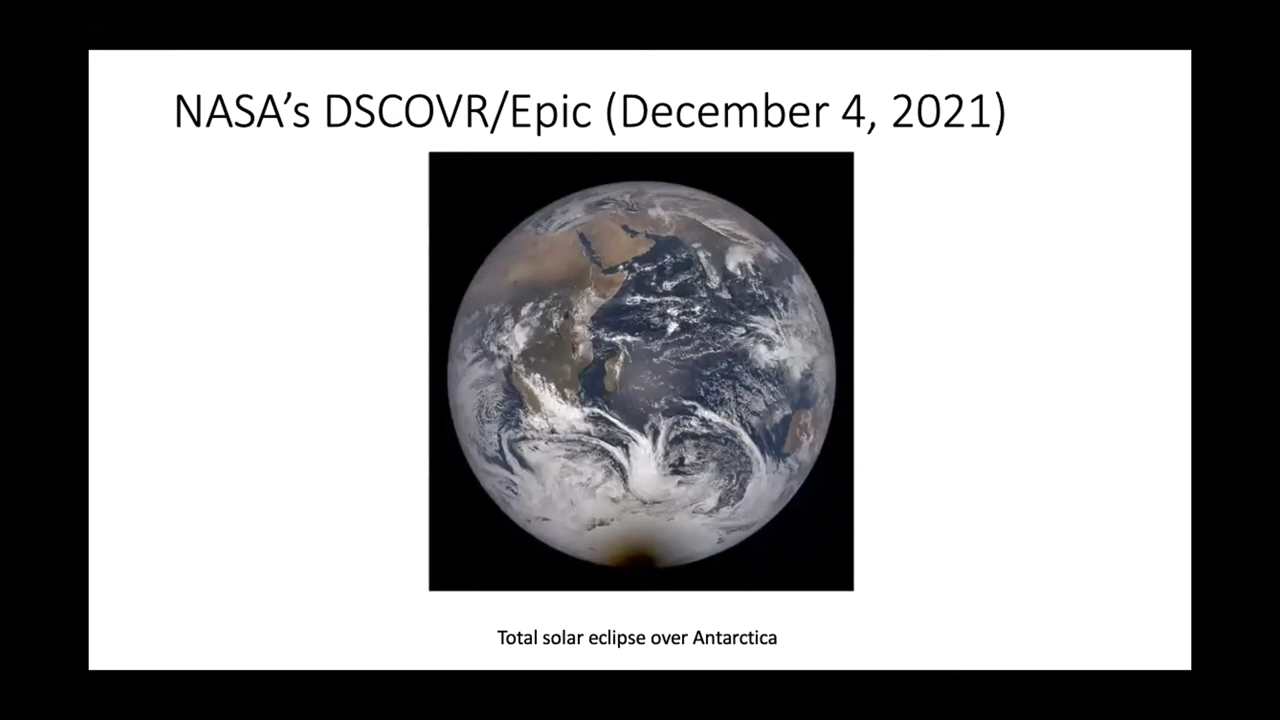 NASA’s DSCOVR/Epic (December 4, 2021)
Total solar eclipse over Antarctica